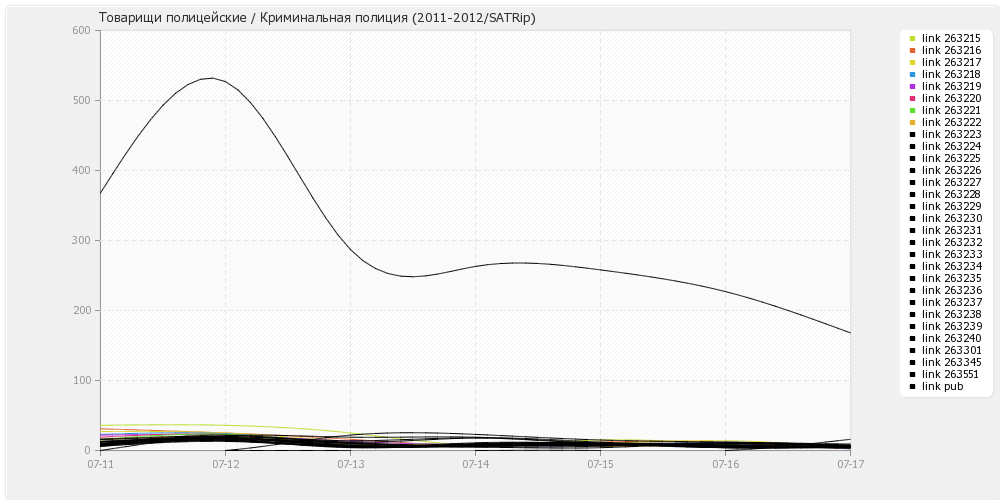 Товарищи полицейские / Криминальная полиция (2011-2012/SATRip)
600
500
400
300
200
100
0
07-11 07-12 07-13 07-14 07-15 07-16 07-17
link 263215
link 263216
link 263217
link 263218
link 263219
link 263220
link 263221
link 263222
link 263223
link 263224
link 263225
link 263226
link 263227
link 263228
link 263229
link 263230
link 263231
link 263232
link 263233
link 263234
link 263235
link 263236
link 263237
link 263238
link 263239
link 263240
link 263301
link 263345
link 263551
link pub